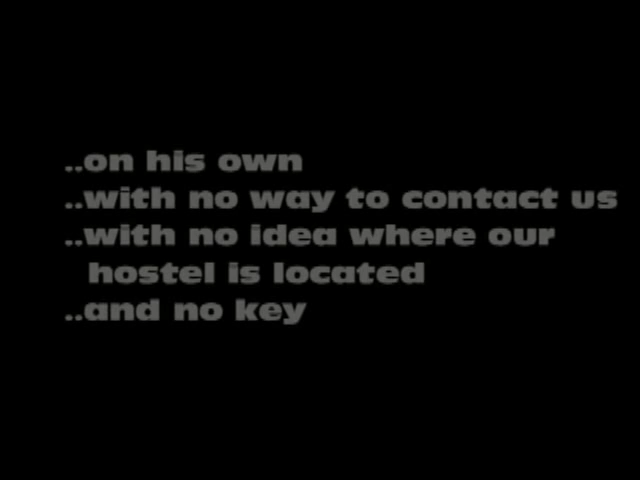 ..on his own
..with no way to contact us
..with no idea where our
hostel is located
..and no key